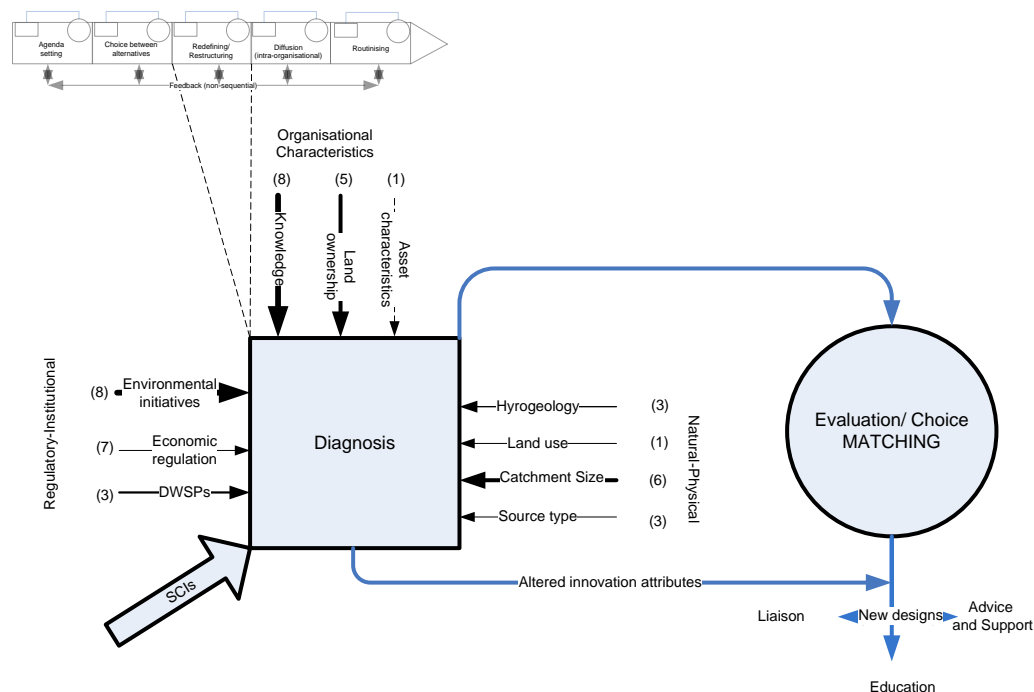 Agenda
setting
Choice between
alternatives
Redefining/
Restructuring
Diffusion
(intra-organisational)
Routinising
Feedback (non-sequential)
Organisational
Characteristics
(8)
(5)
(1)
Knowledge
Land
ownership
Asset
characteristics
Regulatory-Institutional
(8)
Environmental
initiatives
(7)
Economic
regulation
(3)
DWSPs
SCIs
Diagnosis
Hyrogeology
(3)
Land use
(1)
Catchment Size
(6)
Source type
(3)
Natural-Physical
Evaluation/ Choice
MATCHING
Altered innovation attributes
Liaison
New designs
Advice
and Support
Education